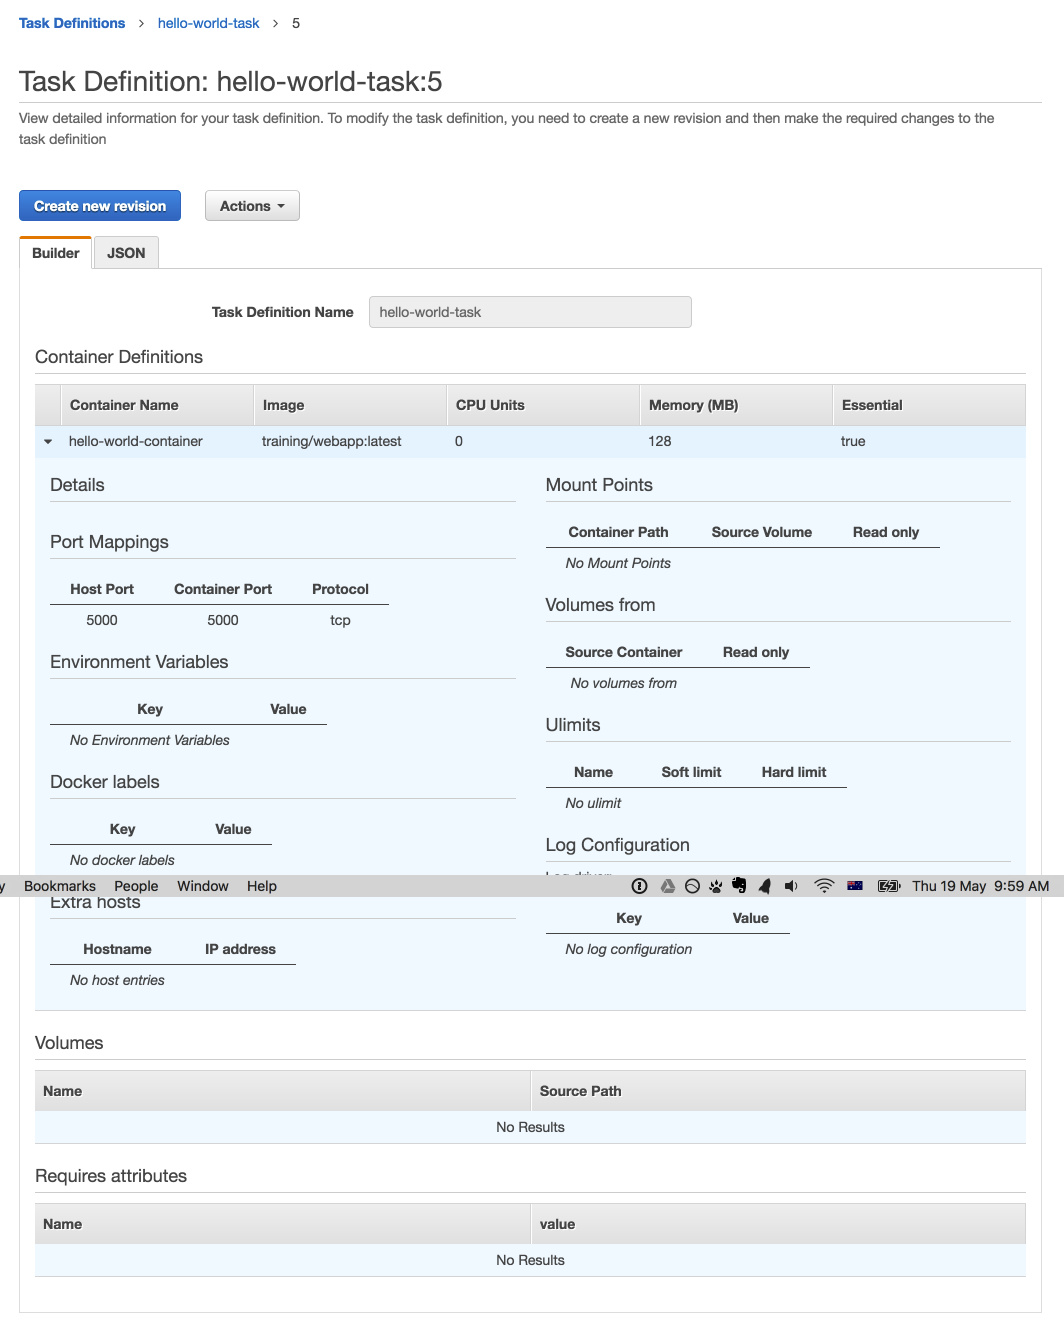 Task Definitions > hello-world-task > 5
Task Definition: hello-world-task:5
View detailed information for your task definition. To modify the task definition, you need to create a new revision and then make the required changes to the
task definition
Create new revision Actions
Builder JSON
Task Definition Name hello-world-task
Container Definitions
Container Name Image CPU Units Memory (MB) Essential
hello-world-container training/webapp:latest 0 128 true
Details
Port Mappings
Host Port Container Port Protocol
5000 5000 tcp
Environment Variables
Key Value
No Environment Variables
Docker labels
Key Value
No docker labels
Mount Points
Container Path Source Volume Read only
No Mount Points
Volumes from
Source Container Read only
No volumes from
Ulimits
Name Soft limit Hard limit
No ulimit
Log Configuration
y Bookmarks People Window Help Thu 19 May 9:59 AM
Extra hosts
Hostname IP address
No host entries
Key Value
No log configuration
Volumes
Name Source Path
No Results
Requires attributes
Name value
No Results